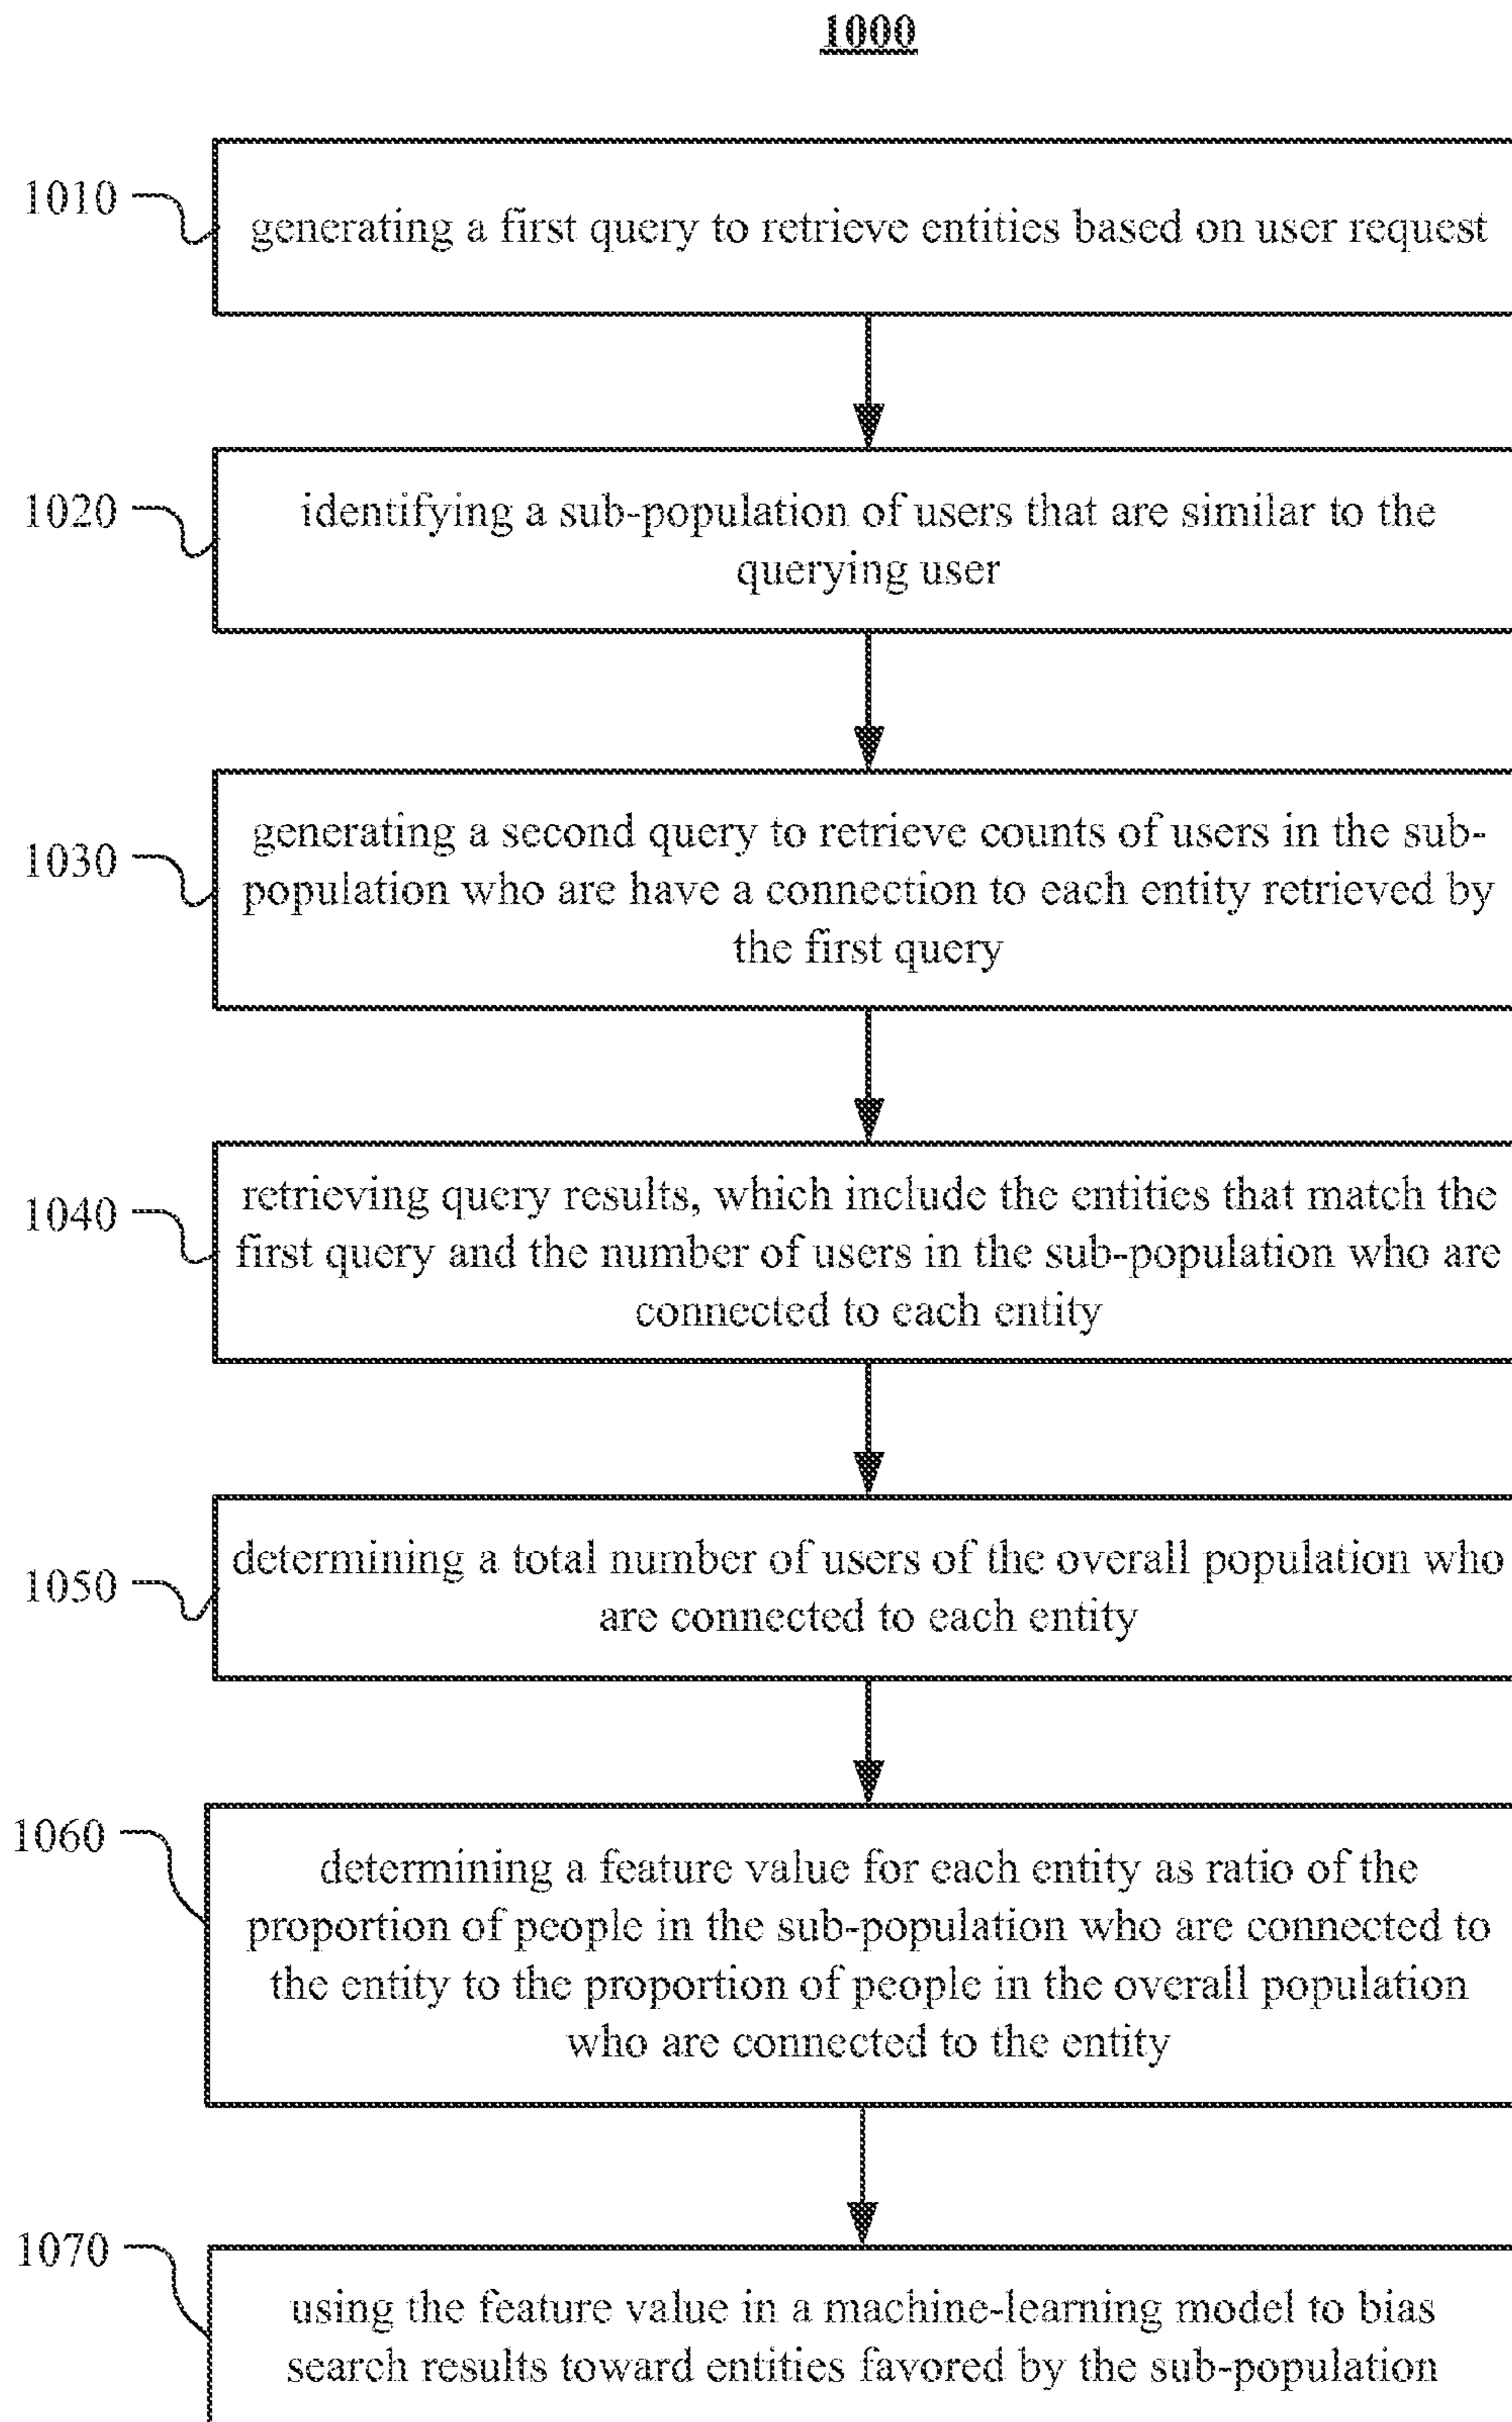 1000
1010
generating a first query to retrieve entities based on user request
1020
identifying a sub-population of users that are similar to the
querying user
1030
generating a second query to retrieve counts of users in the sub-
population who are have a connection to each entity retrieved by
the first query
1040
retrieving query results, which include the entities that match the
first query and the number of users in the sub-population who are
connected to each entity
1050
determining a total number of users of the overall population who
are connected to each entity
1060
determining a feature value for each entity as ratio of the
proportion of people in the sub-population who are connected to
the entity to the proportion of people in the overall population
who are connected to the entity
1070
using the feature value in a machine-learning model to bias
search results toward entities favored by the sub-population